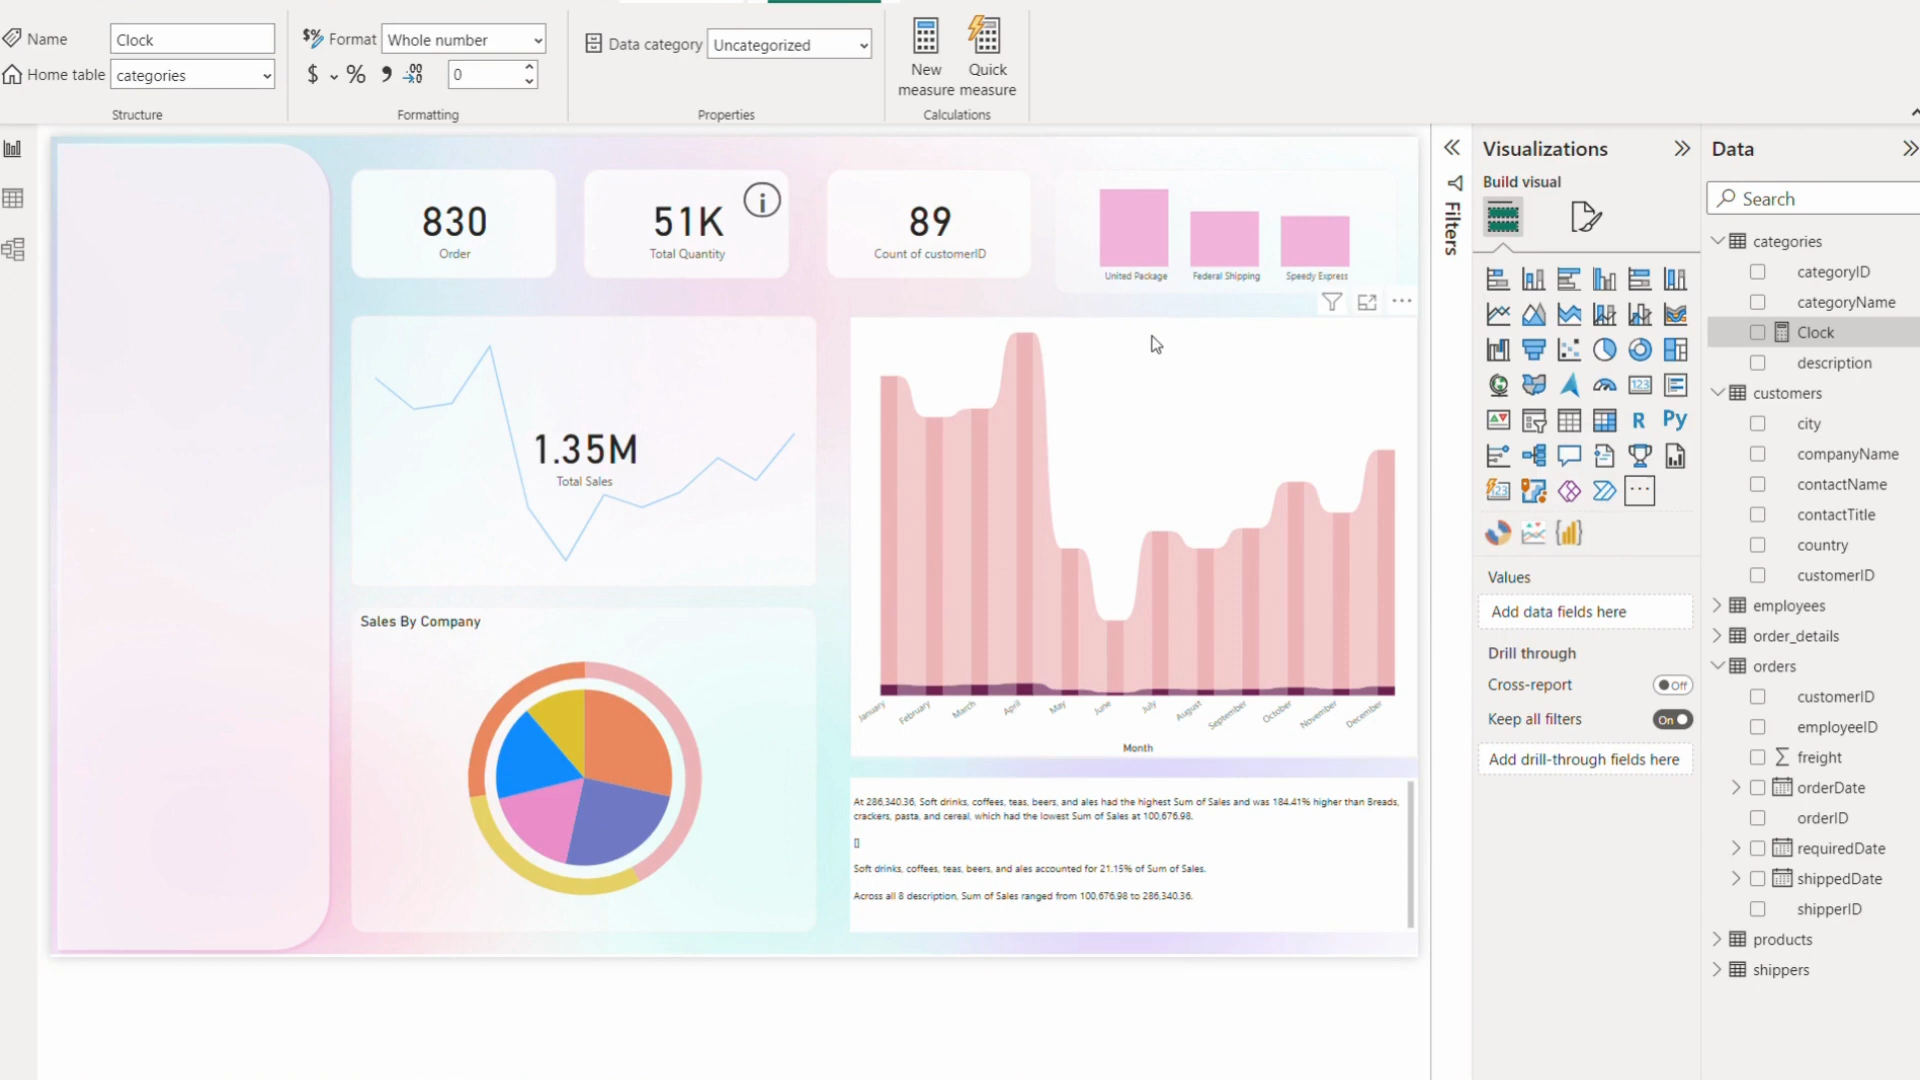 Name
Clock
Format
Whole number
Data category
Uncategorized
New measure
Quick measure
Home table
categories
$
%
0
Structure
Formatting
Properties
Calculations
830
Order
51K
Total Quantity
89
Count of customerID
United Package
Federal Shipping
Speedy Express
1.35M
Total Sales
January
February
March
April
May
June
July
August
September
October
November
December
Month
Sales By Company
At 286,340.36, Soft drinks, coffees, teas, beers, and ales had the highest Sum of Sales and was 184.41% higher than Breads,
crackers, pasta, and cereal, which had the lowest Sum of Sales at 100,676.98.
Soft drinks, coffees, teas, beers, and ales accounted for 21.15% of Sum of Sales.
Across all 8 description, Sum of Sales ranged from 100,676.98 to 286,340.36.
Filters
Visualizations
Build visual
123
R
Py
123
Values
Add data fields here
Drill through
Cross-report
Off
Keep all filters
On
Add drill-through fields here
Data
Search
categories
categoryID
categoryName
Clock
description
customers
city
companyName
contactName
contactTitle
country
customerID
employees
order_details
orders
customerID
employeeID
freight
orderDate
orderID
requiredDate
shippedDate
shipperID
products
shippers